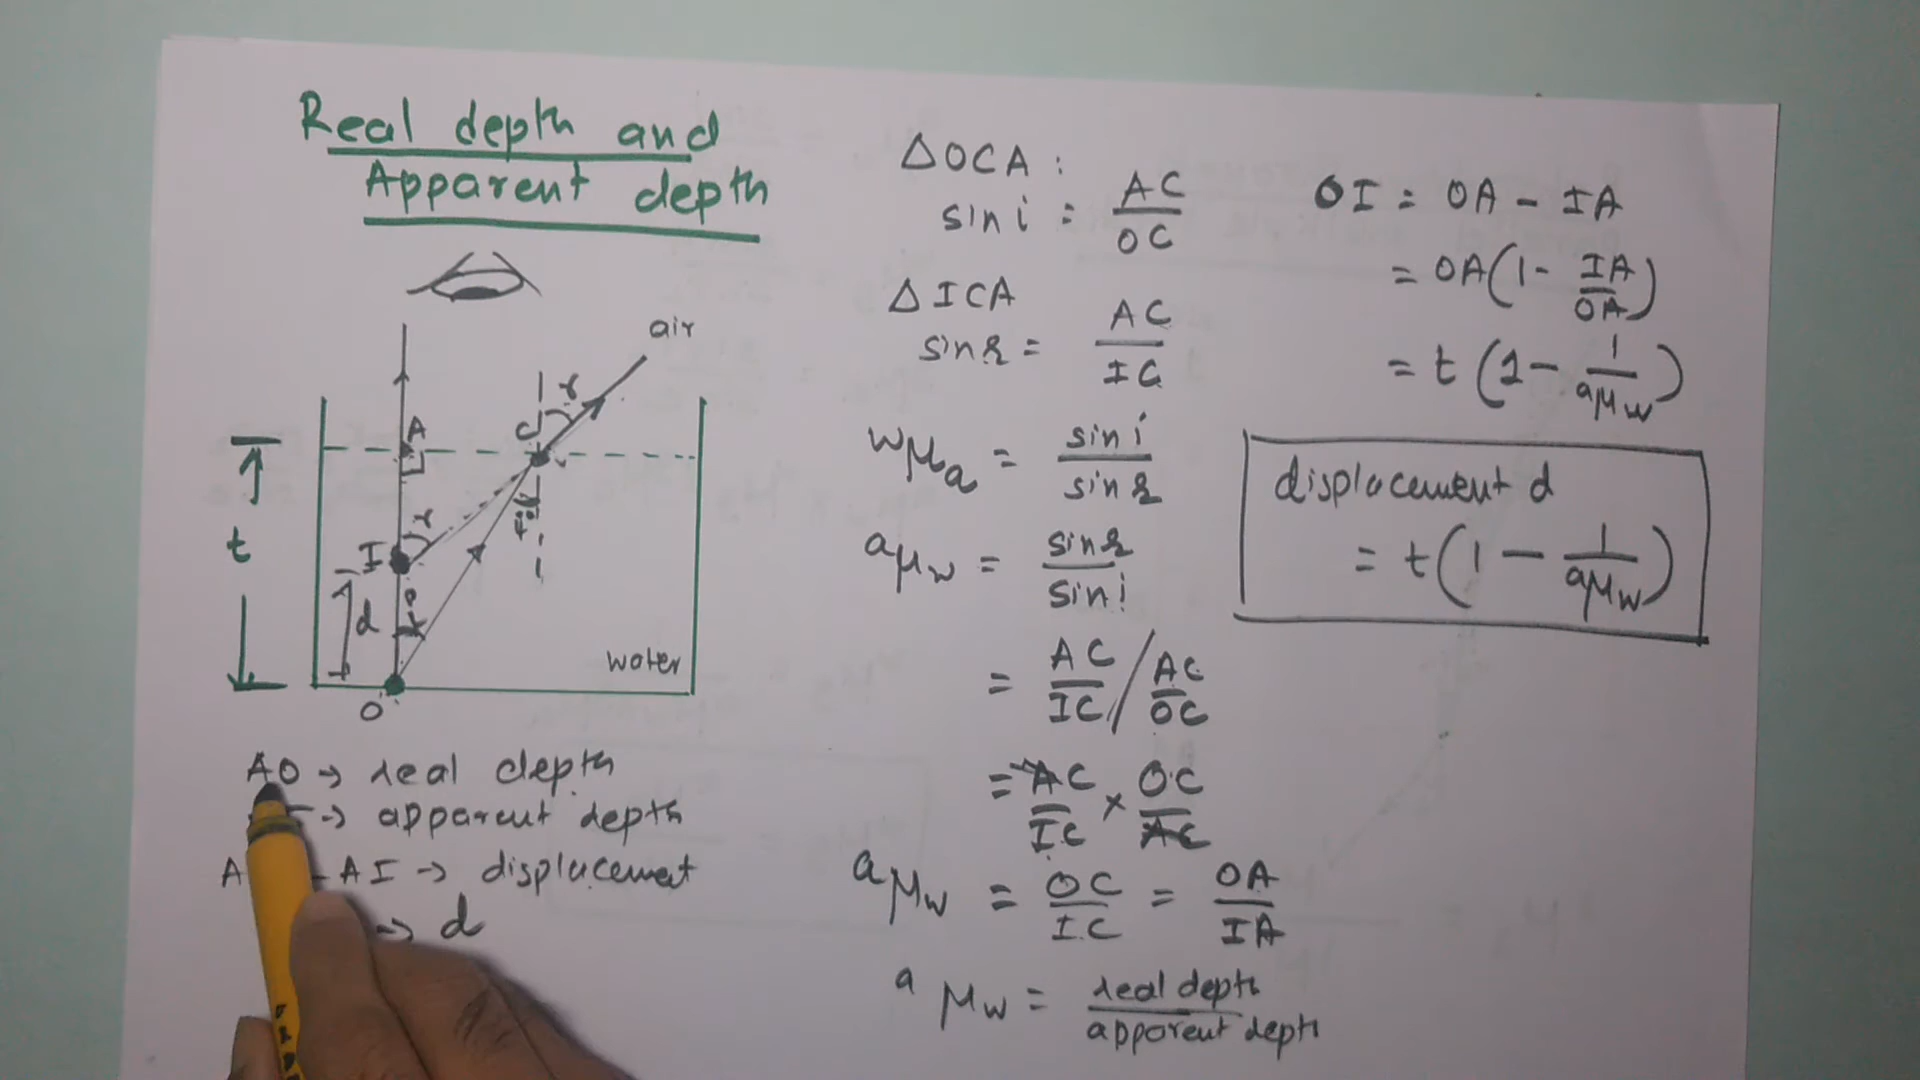 Real depth and
Apparent depth
air
A
C
r
t
I
r
i
d
i
water
O
AO → real depth
→ apparent depth
A - AI → displacement
→ d
ΔOCA :
sin i = AC/OC
ΔICA
sin r = AC/IC
wμa = sin i/sin r
aμw = sin r/sin i
= AC/IC / AC/OC
= AC/IC × OC/AC
aμw = OC/IC = OA/IA
aμw = real depth/apparent depth
OI = OA - IA
= OA(1 - IA/OA)
= t(1 - 1/aμw)
displacement d
= t(1 - 1/aμw)